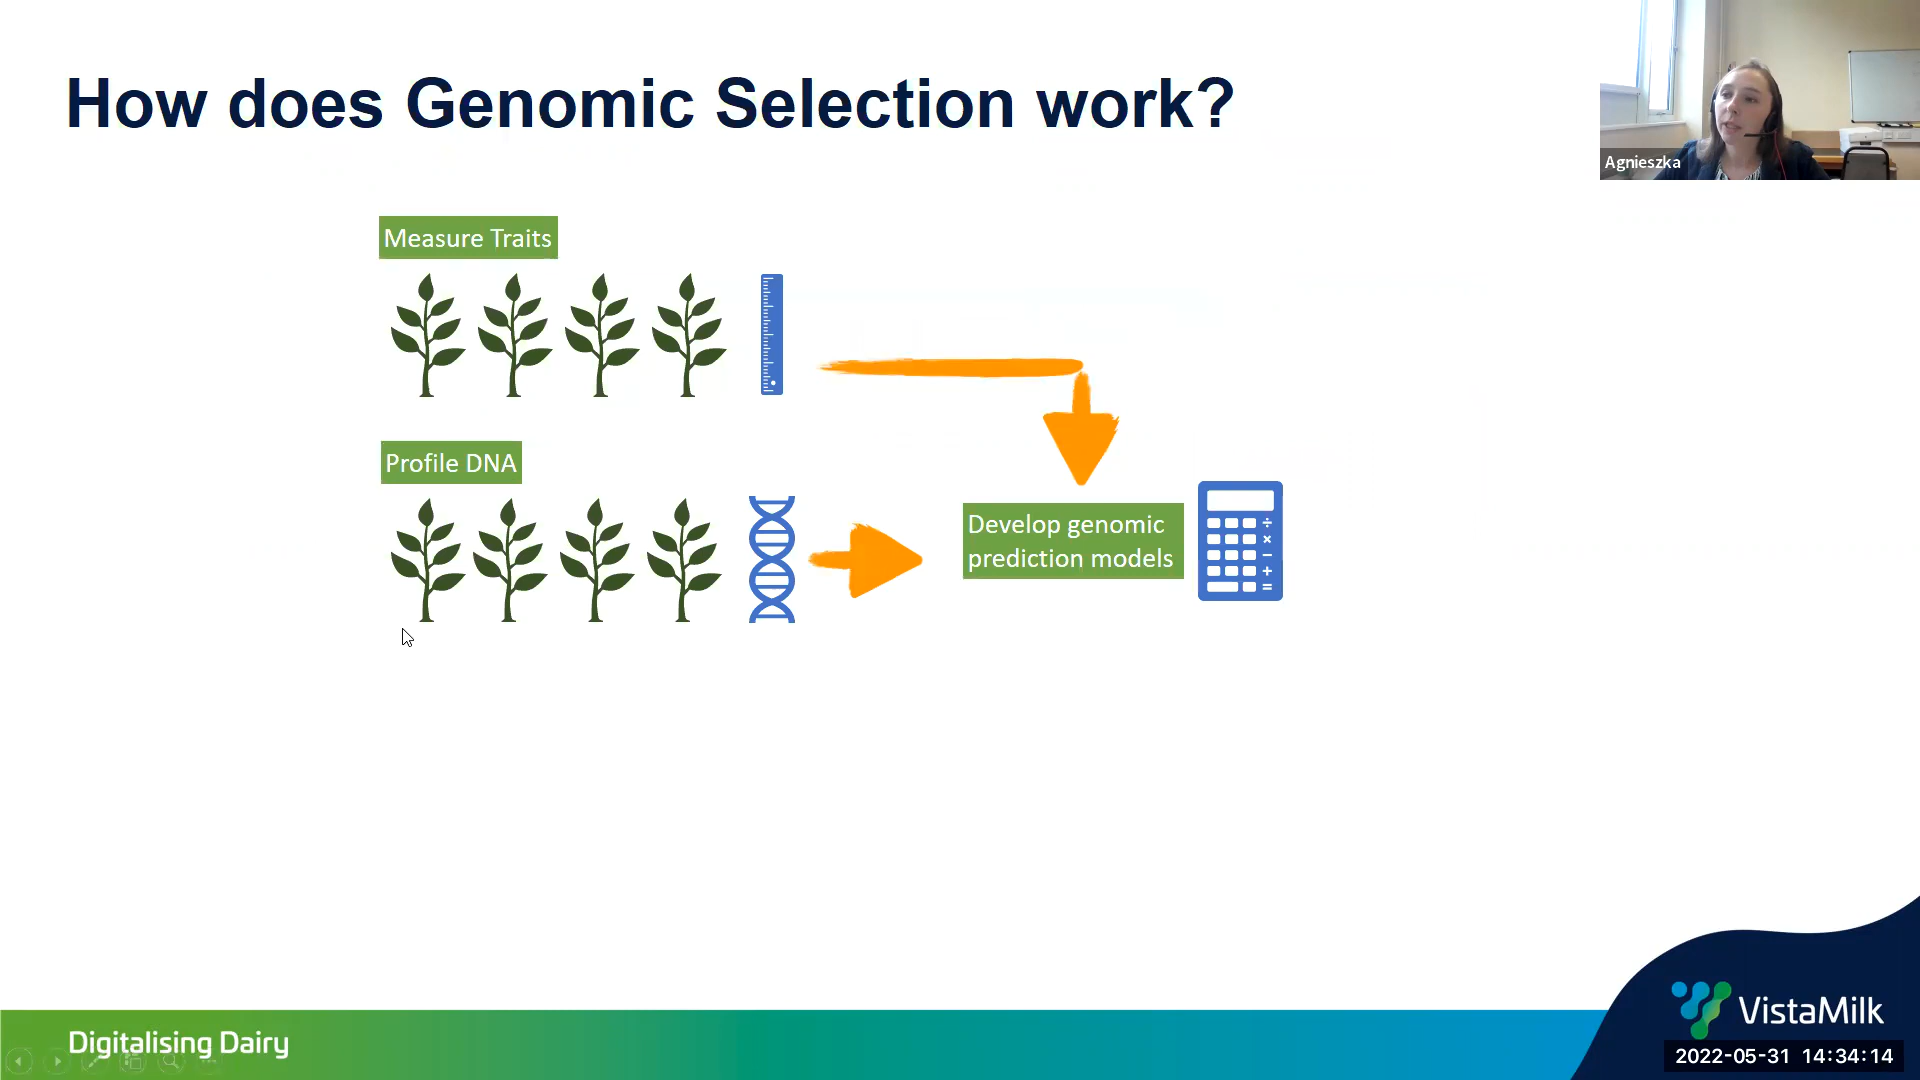 How does Genomic Selection work?
Agnieszka
Measure Traits
Profile DNA
Develop genomic
prediction models
÷
×
−
+
=
Digitalising Dairy
VistaMilk
2022-05-31 14:34:14